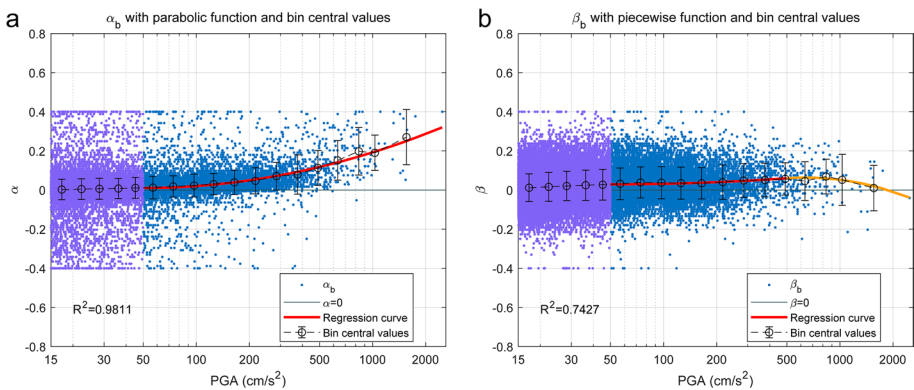 a
α_b with parabolic function and bin central values
0.8
0.6
0.4
0.2
0
-0.2
-0.4
-0.6
-0.8
α
R²=0.9811
α_b
α=0
Regression curve
Bin central values
15 30 50 100 200 500 1000 2000
PGA (cm/s²)
b
β_b with piecewise function and bin central values
0.8
0.6
0.4
0.2
0
-0.2
-0.4
-0.6
-0.8
β
R²=0.7427
β_b
β=0
Regression curve
Bin central values
15 30 50 100 200 500 1000 2000
PGA (cm/s²)